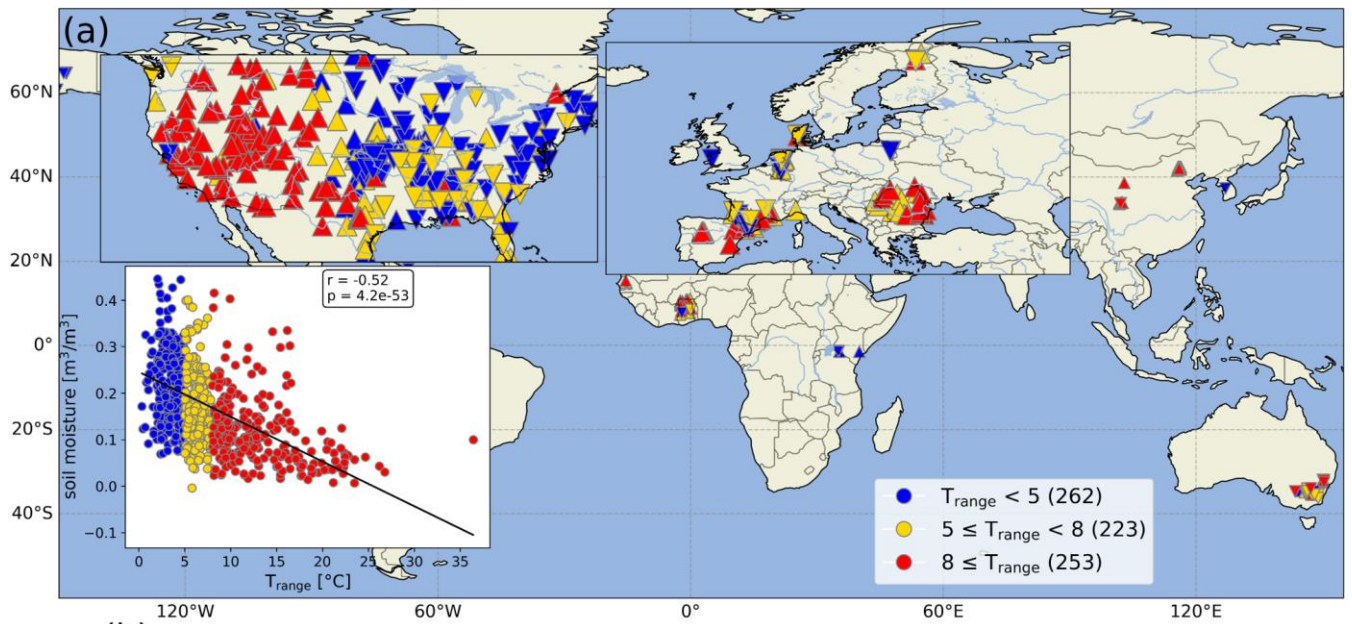 (a)
60°N
40°N
20°N
0°
20°S
40°S
120°W
60°W
0°
60°E
120°E
r = -0.52
p = 4.2e-53
soil moisture [m³/m³]
0.4
0.3
0.2
0.1
0.0
−0.1
0
5
10
15
20
25
30
35
T_range [°C]
T_range < 5 (262)
5 ≤ T_range < 8 (223)
8 ≤ T_range (253)